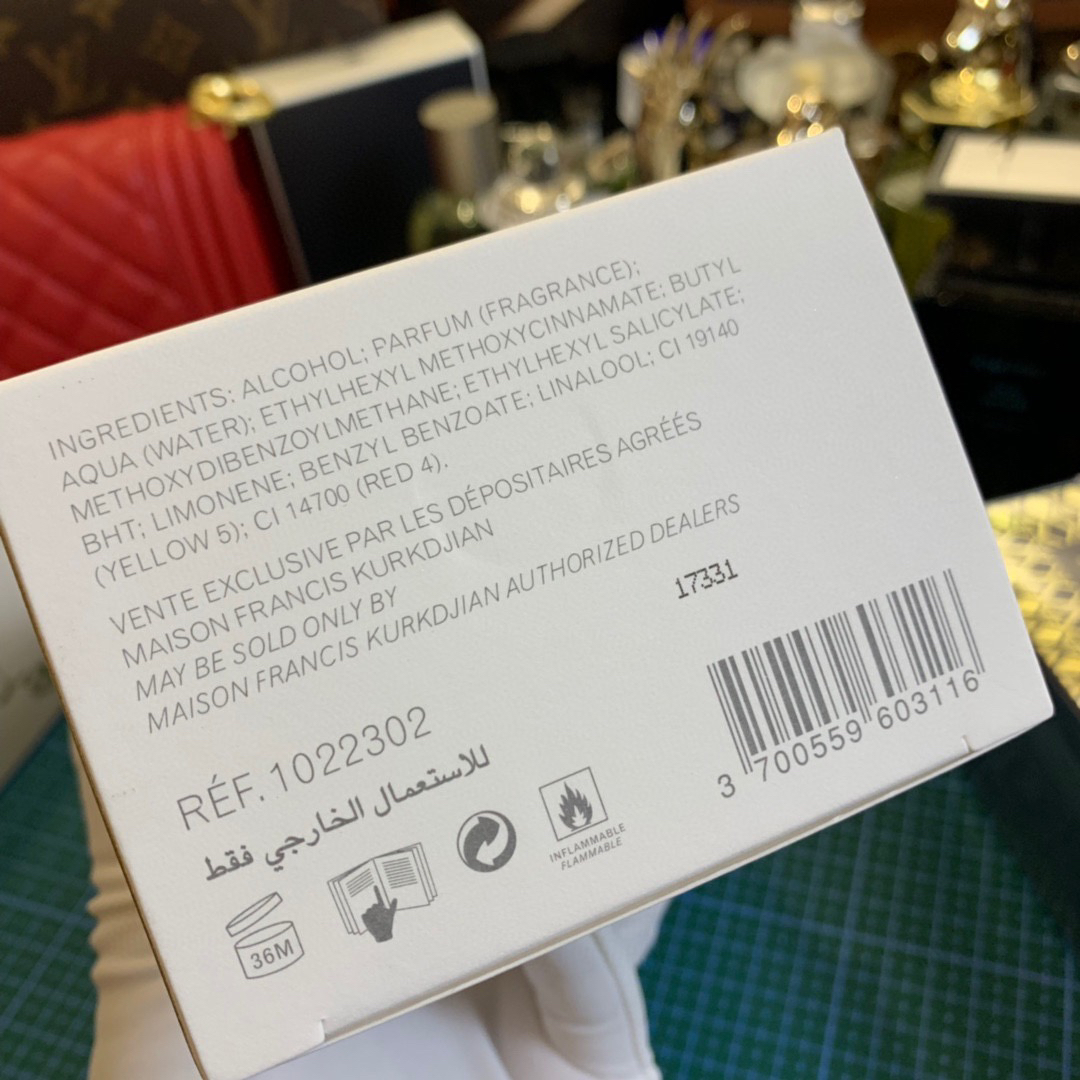 INGREDIENTS: ALCOHOL; PARFUM (FRAGRANCE);
AQUA (WATER); ETHYLHEXYL METHOXYCINNAMATE; BUTYL
METHOXYDIBENZOYLMETHANE; ETHYLHEXYL SALICYLATE;
BHT; LIMONENE; BENZYL BENZOATE; LINALOOL; CI 19140
(YELLOW 5); CI 14700 (RED 4).
VENTE EXCLUSIVE PAR LES DÉPOSITAIRES AGRÉÉS
MAISON FRANCIS KURKDJIAN
MAY BE SOLD ONLY BY
MAISON FRANCIS KURKDJIAN AUTHORIZED DEALERS
17331
RÉF. 1022302
3 700559 603116
للاستعمال الخارجي فقط
36M
INFLAMMABLE
FLAMMABLE